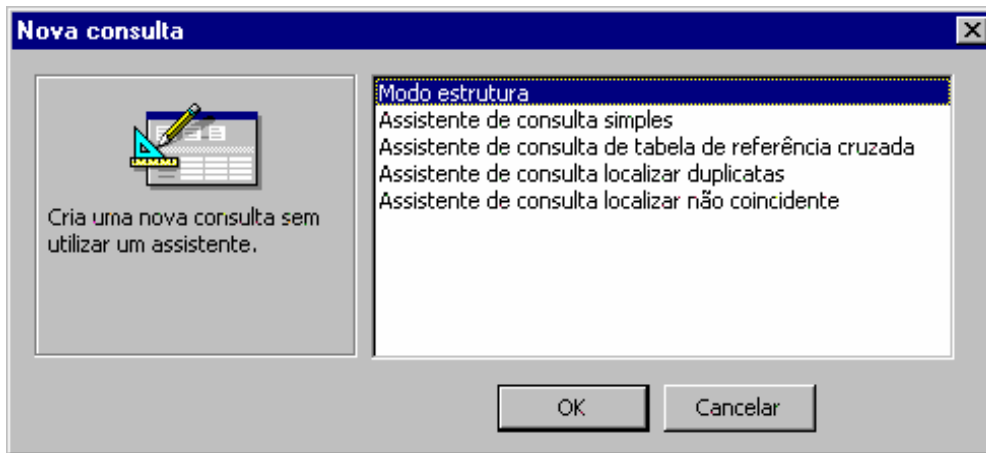 Nova consulta
Modo estrutura
Assistente de consulta simples
Assistente de consulta de tabela de referência cruzada
Assistente de consulta localizar duplicatas
Assistente de consulta localizar não coincidente
Cria uma nova consulta sem
utilizar um assistente.
OK
Cancelar